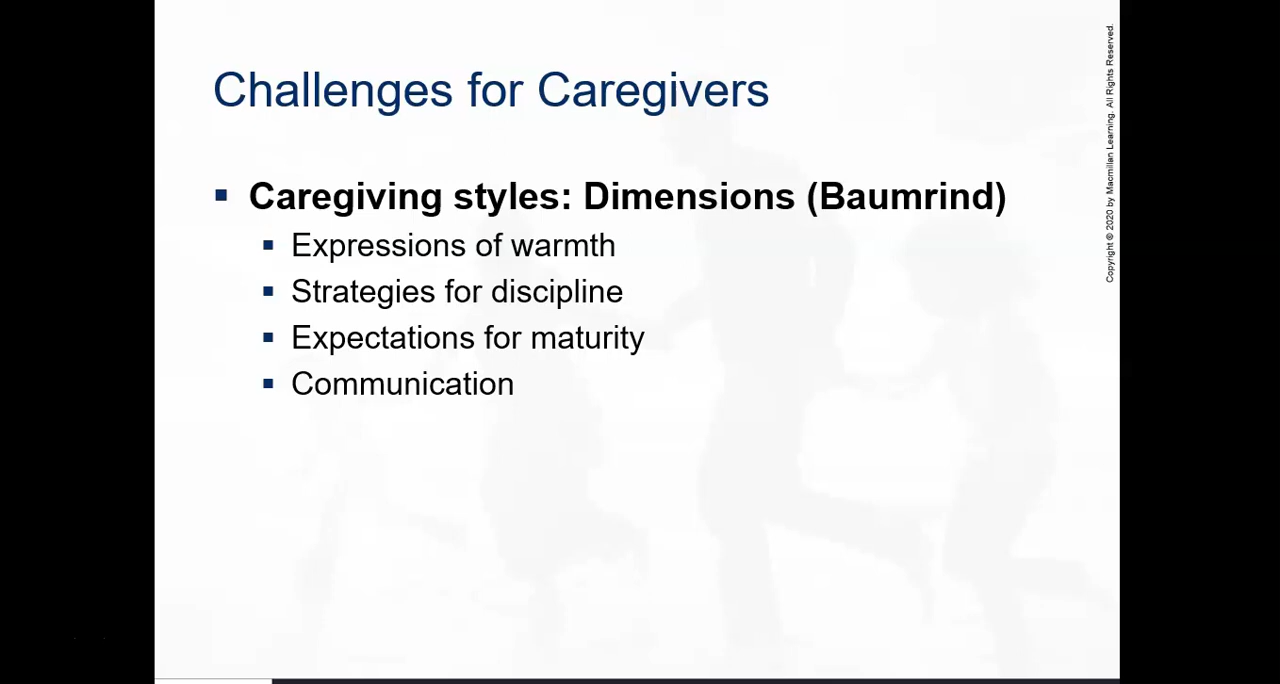 Challenges for Caregivers
▪ Caregiving styles: Dimensions (Baumrind)
▪ Expressions of warmth
▪ Strategies for discipline
▪ Expectations for maturity
▪ Communication
Copyright © 2020 by Macmillan Learning. All Rights Reserved.